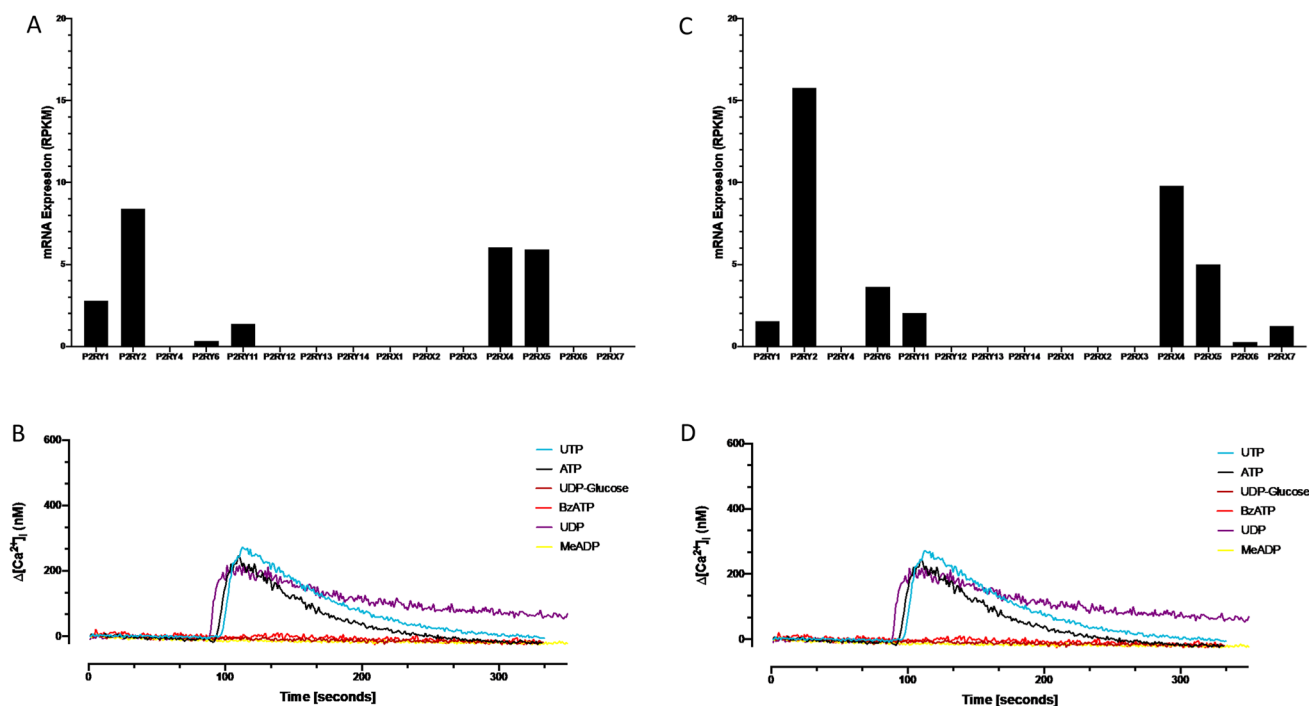 A
mRNA Expression (RPKM)
20
15
10
5
0
P2RY1 P2RY2 P2RY4 P2RY6 P2RY11 P2RY12 P2RY13 P2RY14 P2RX1 P2RX2 P2RX3 P2RX4 P2RX5 P2RX6 P2RX7
B
Δ[Ca²⁺]i (nM)
600
400
200
0
0 100 200 300
Time [seconds]
UTP
ATP
UDP-Glucose
BzATP
UDP
MeADP
C
mRNA Expression (RPKM)
20
15
10
5
0
P2RY1 P2RY2 P2RY4 P2RY6 P2RY11 P2RY12 P2RY13 P2RY14 P2RX1 P2RX2 P2RX3 P2RX4 P2RX5 P2RX6 P2RX7
D
Δ[Ca²⁺]i (nM)
600
400
200
0
0 100 200 300
Time [seconds]
UTP
ATP
UDP-Glucose
BzATP
UDP
MeADP